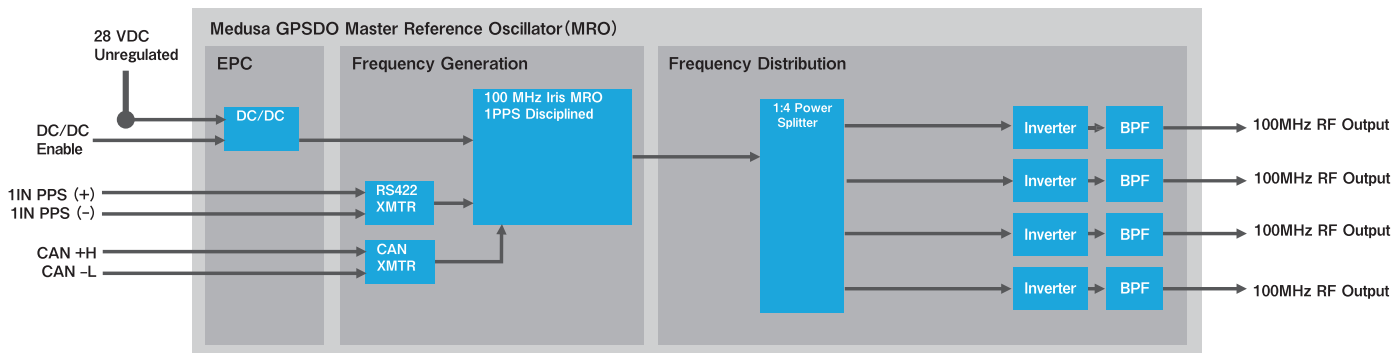 Medusa GPSDO Master Reference Oscillator(MRO)
28 VDC
Unregulated
EPC
Frequency Generation
Frequency Distribution
DC/DC
100 MHz Iris MRO
1PPS Disciplined
1:4 Power
Splitter
DC/DC
Enable
Inverter
BPF
100MHz RF Output
1IN PPS (+)
1IN PPS (-)
RS422
XMTR
Inverter
BPF
100MHz RF Output
CAN +H
CAN –L
CAN
XMTR
Inverter
BPF
100MHz RF Output
Inverter
BPF
100MHz RF Output